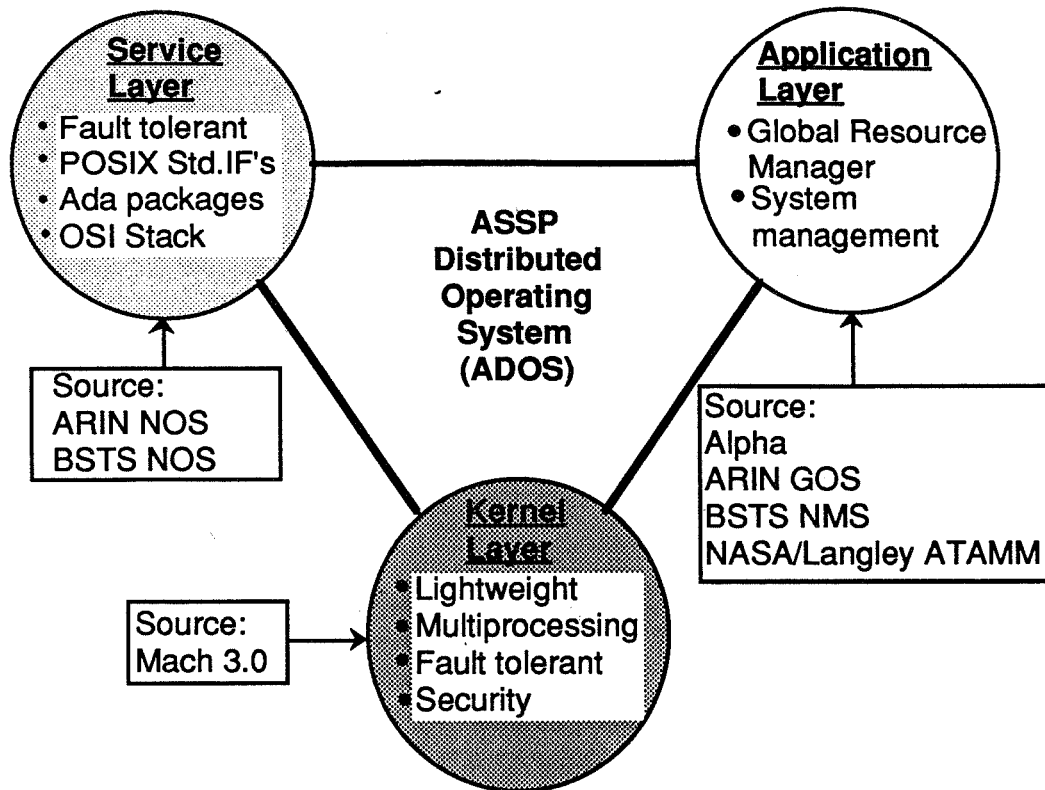 Service
Layer
• Fault tolerant
• POSIX Std.IF's
• Ada packages
• OSI Stack
Application
Layer
• Global Resource
Manager
• System
management
ASSP
Distributed
Operating
System
(ADOS)
Source:
ARIN NOS
BSTS NOS
Source:
Alpha
ARIN GOS
BSTS NMS
NASA/Langley ATAMM
Kernel
Layer
• Lightweight
• Multiprocessing
• Fault tolerant
• Security
Source:
Mach 3.0